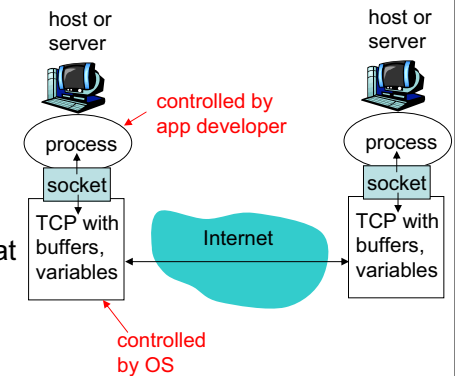 host or
server
host or
server
controlled by
app developer
process
process
socket
socket
TCP with
buffers,
variables
Internet
TCP with
buffers,
variables
at
controlled
by OS